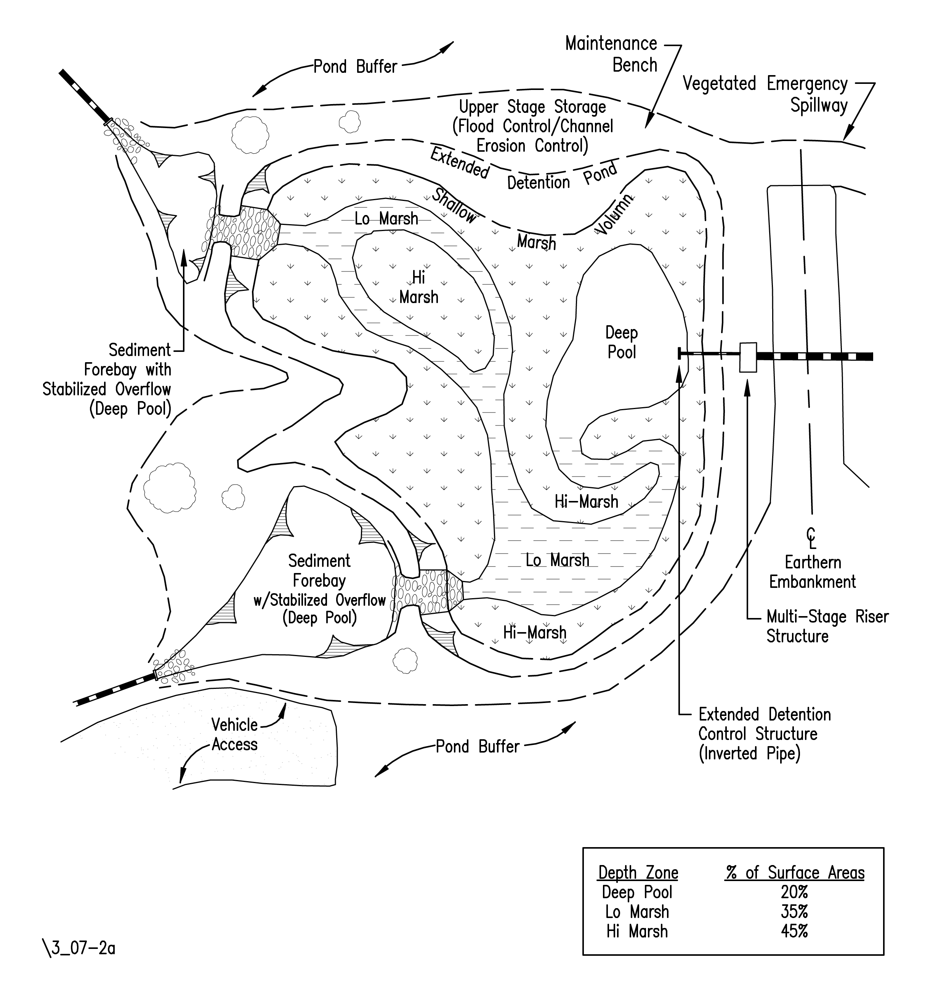 Maintenance
Bench
Pond Buffer
Vegetated Emergency
Spillway
Upper Stage Storage
(Flood Control/Channel
Erosion Control)
Extended Detention Pond
Shallow Marsh Volumn
Lo Marsh
Hi
Marsh
Deep
Pool
Sediment
Forebay with
Stabilized Overflow
(Deep Pool)
Hi-Marsh
Lo Marsh
Sediment
Forebay
w/Stabilized Overflow
(Deep Pool)
Hi-Marsh
℄
Earthern
Embankment
Multi-Stage Riser
Structure
Extended Detention
Control Structure
(Inverted Pipe)
Vehicle
Access
Pond Buffer
Depth Zone % of Surface Areas
Deep Pool 20%
Lo Marsh 35%
Hi Marsh 45%
\3_07-2a